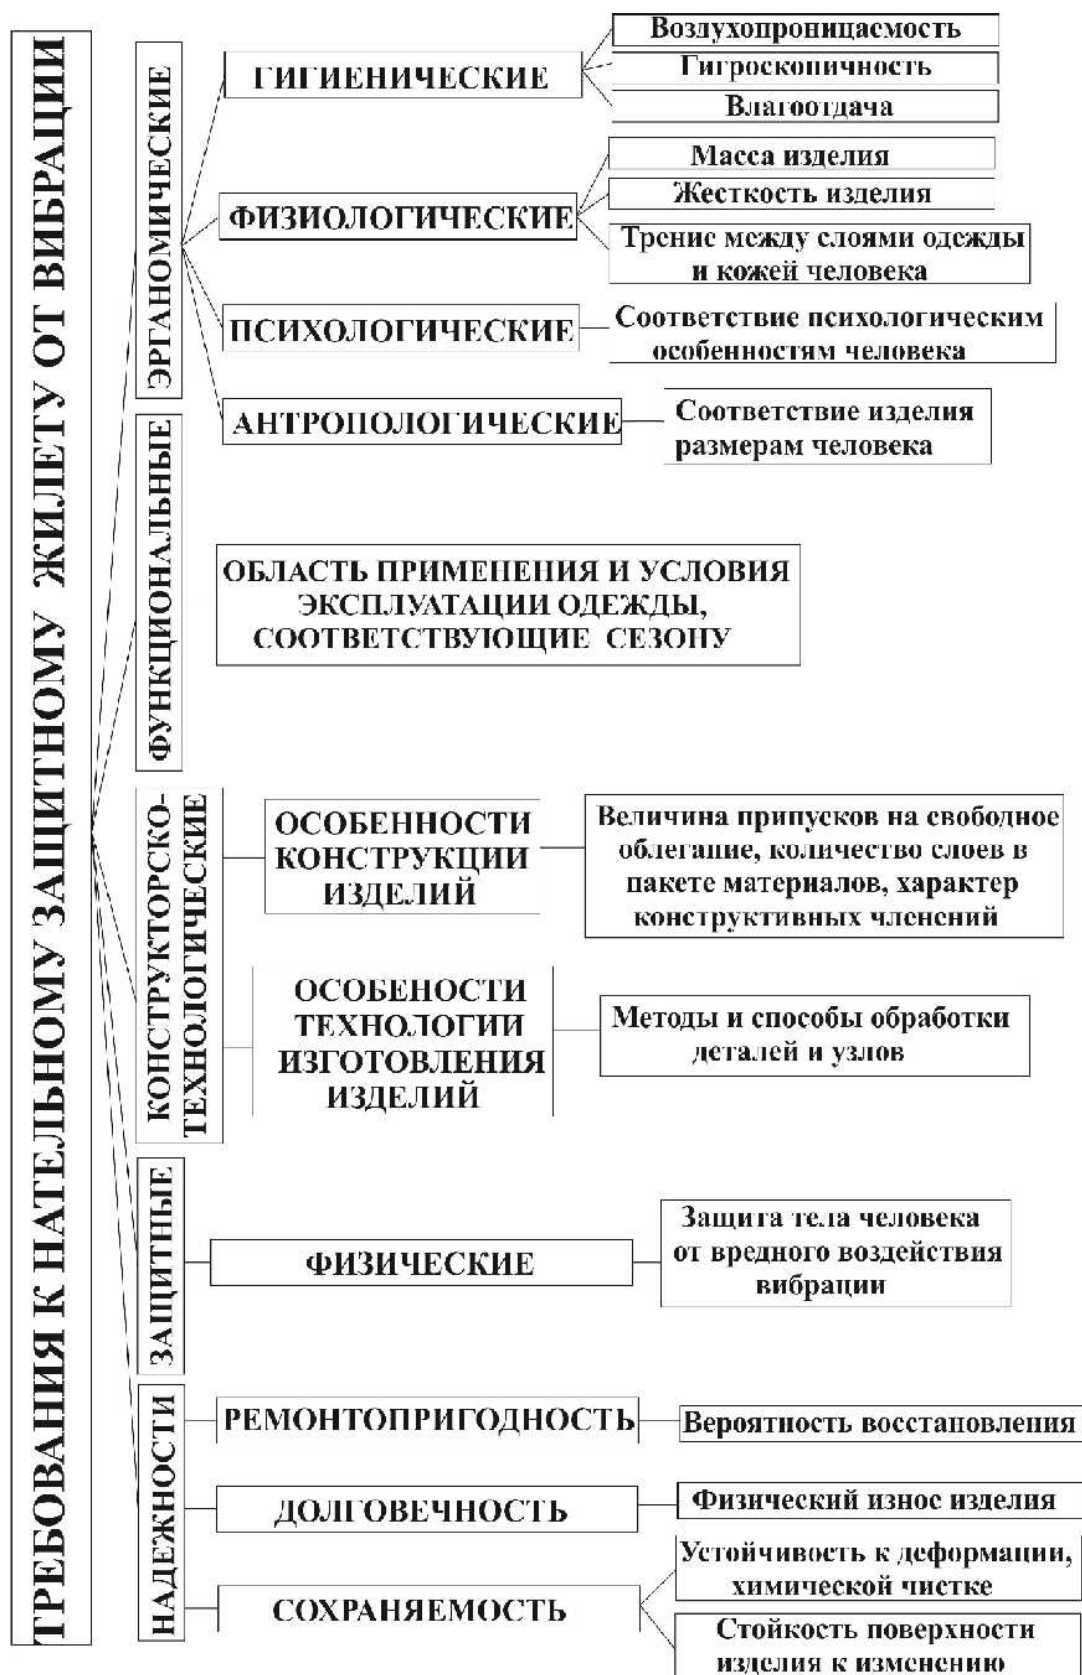 ТРЕБОВАНИЯ К НАТЕЛЬНОМУ ЗАЩИТНОМУ ЖИЛЕТУ ОТ ВИБРАЦИИ
ЭРГАНОМИЧЕСКИЕ
ГИГИЕНИЧЕСКИЕ
Воздухопроницаемость
Гигроскопичность
Влагоотдача
ФИЗИОЛОГИЧЕСКИЕ
Масса изделия
Жесткость изделия
Трение между слоями одежды
и кожей человека
ПСИХОЛОГИЧЕСКИЕ
Соответствие психологическим
особенностям человека
АНТРОПОЛОГИЧЕСКИЕ
Соответствие изделия
размерам человека
ФУНКЦИОНАЛЬНЫЕ
ОБЛАСТЬ ПРИМЕНЕНИЯ И УСЛОВИЯ
ЭКСПЛУАТАЦИИ ОДЕЖДЫ,
СООТВЕТСТВУЮЩИЕ СЕЗОНУ
КОНСТРУКТОРСКО-
ТЕХНОЛОГИЧЕСКИЕ
ОСОБЕННОСТИ
КОНСТРУКЦИИ
ИЗДЕЛИЙ
Величина припусков на свободное
облегание, количество слоев в
пакете материалов, характер
конструктивных членений
ОСОБЕНОСТИ
ТЕХНОЛОГИИ
ИЗГОТОВЛЕНИЯ
ИЗДЕЛИЙ
Методы и способы обработки
деталей и узлов
ЗАЩИТНЫЕ
ФИЗИЧЕСКИЕ
Защита тела человека
от вредного воздействия
вибрации
НАДЕЖНОСТИ
РЕМОНТОПРИГОДНОСТЬ
Вероятность восстановления
ДОЛГОВЕЧНОСТЬ
Физический износ изделия
СОХРАНЯЕМОСТЬ
Устойчивость к деформации,
химической чистке
Стойкость поверхности
изделия к изменению